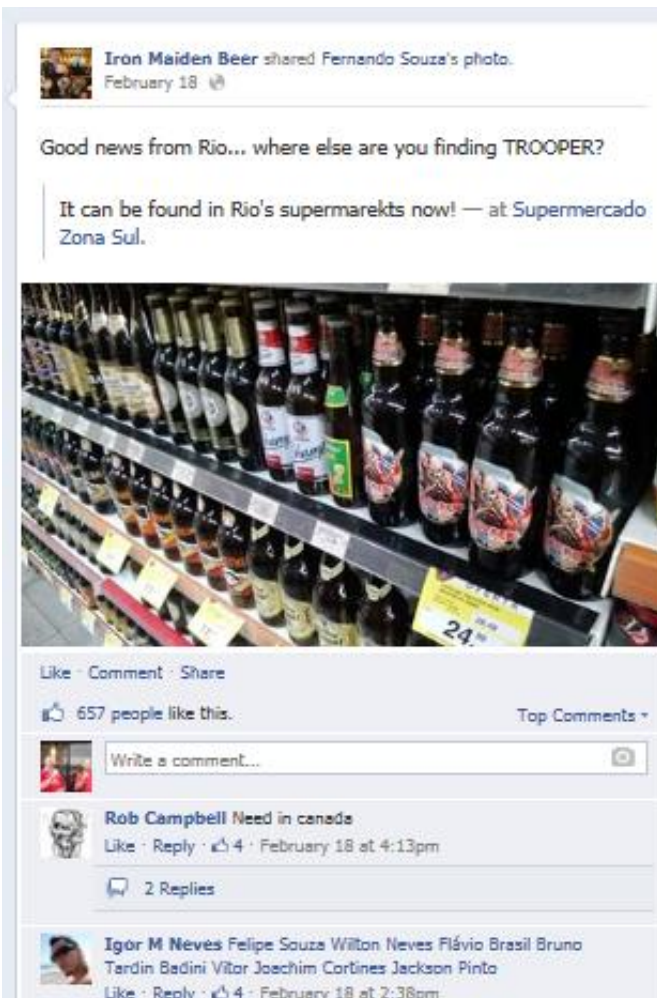 Iron Maiden Beer shared Fernando Souza's photo.
February 18
Good news from Rio... where else are you finding TROOPER?
It can be found in Rio's supermarekts now! — at Supermercado
Zona Sul.
24,
Like · Comment · Share
657 people like this.
Top Comments
Write a comment...
Rob Campbell Need in canada
Like · Reply · 4 · February 18 at 4:13pm
2 Replies
Igor M Neves Felipe Souza Wilton Neves Flávio Brasil Bruno
Tardin Badini Vitor Joachim Cortines Jackson Pinto
Like · Reply · 4 · February 18 at 2:38pm